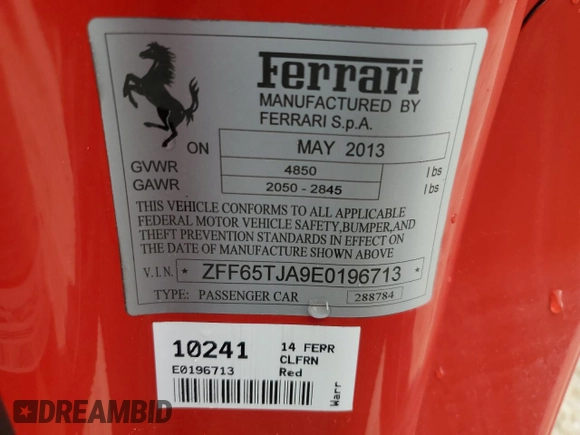 Ferrari
MANUFACTURED BY
FERRARI S.p.A.
ON MAY 2013
GVWR 4850 lbs
GAWR 2050 - 2845 lbs
THIS VEHICLE CONFORMS TO ALL APPLICABLE
FEDERAL MOTOR VEHICLE SAFETY,BUMPER,AND
THEFT PREVENTION STANDARDS IN EFFECT ON
THE DATE OF MANUFACTURE SHOWN ABOVE
V.I.N. * ZFF65TJA9E0196713 *
TYPE: PASSENGER CAR 288784
10241 14 FERR
E0196713 CLFRN
Red
Warr
DREAMBID